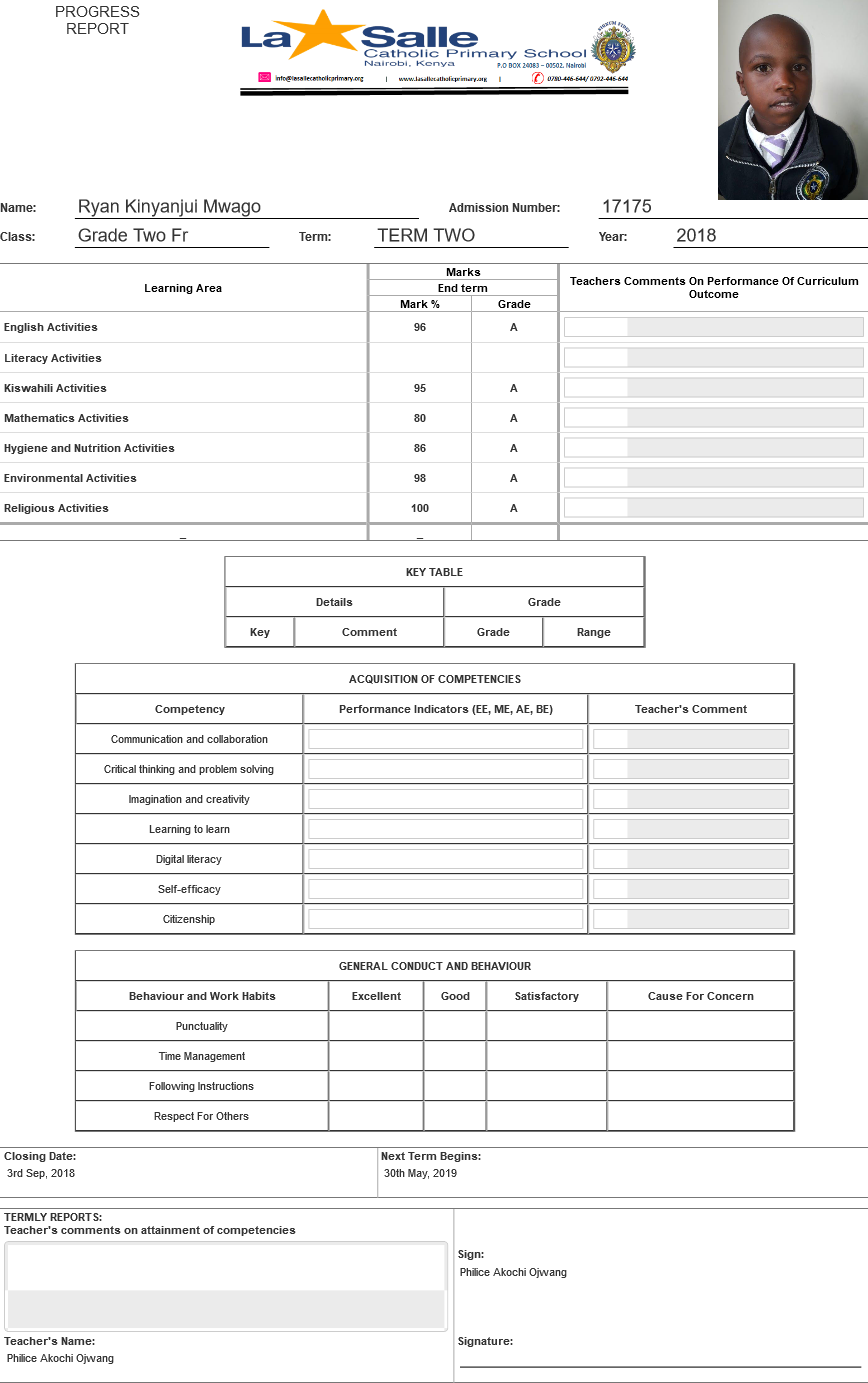 PROGRESS
REPORT
La Salle
Catholic Primary School
Nairobi, Kenya
P.O BOX 24083 – 00502, Nairobi
info@lasallecatholicprimary.org | www.lasallecatholicprimary.org | 0780-446-644/ 0792-446-644
Name: Ryan Kinyanjui Mwago Admission Number: 17175
Class: Grade Two Fr Term: TERM TWO Year: 2018
Learning Area Marks Teachers Comments On Performance Of Curriculum Outcome
End term
Mark % Grade
English Activities 96 A
Literacy Activities
Kiswahili Activities 95 A
Mathematics Activities 80 A
Hygiene and Nutrition Activities 86 A
Environmental Activities 98 A
Religious Activities 100 A
_ _
KEY TABLE
Details Grade
Key Comment Grade Range
ACQUISITION OF COMPETENCIES
Competency Performance Indicators (EE, ME, AE, BE) Teacher's Comment
Communication and collaboration
Critical thinking and problem solving
Imagination and creativity
Learning to learn
Digital literacy
Self-efficacy
Citizenship
GENERAL CONDUCT AND BEHAVIOUR
Behaviour and Work Habits Excellent Good Satisfactory Cause For Concern
Punctuality
Time Management
Following Instructions
Respect For Others
Closing Date: Next Term Begins:
3rd Sep, 2018 30th May, 2019
TERMLY REPORTS:
Teacher's comments on attainment of competencies
Sign:
Philice Akochi Ojwang
Teacher's Name: Signature:
Philice Akochi Ojwang